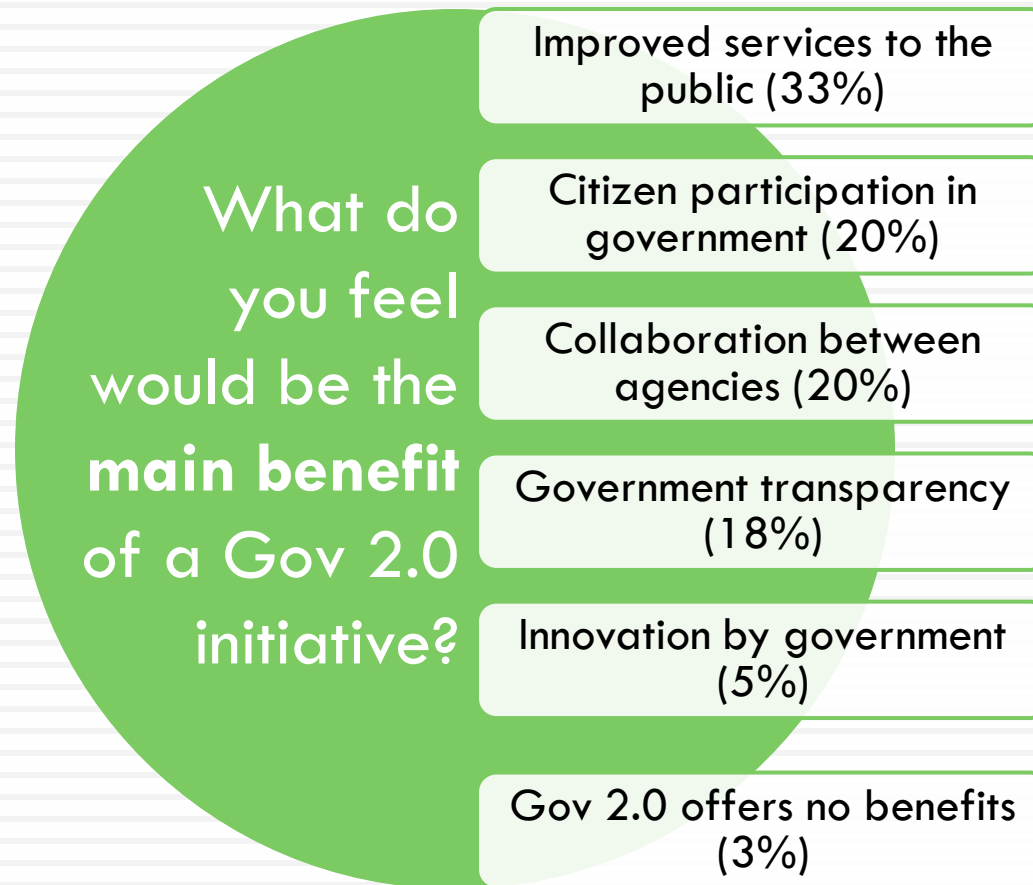 What do
you feel
would be the
main benefit
of a Gov 2.0
initiative?
Improved services to the
public (33%)
Citizen participation in
government (20%)
Collaboration between
agencies (20%)
Government transparency
(18%)
Innovation by government
(5%)
Gov 2.0 offers no benefits
(3%)